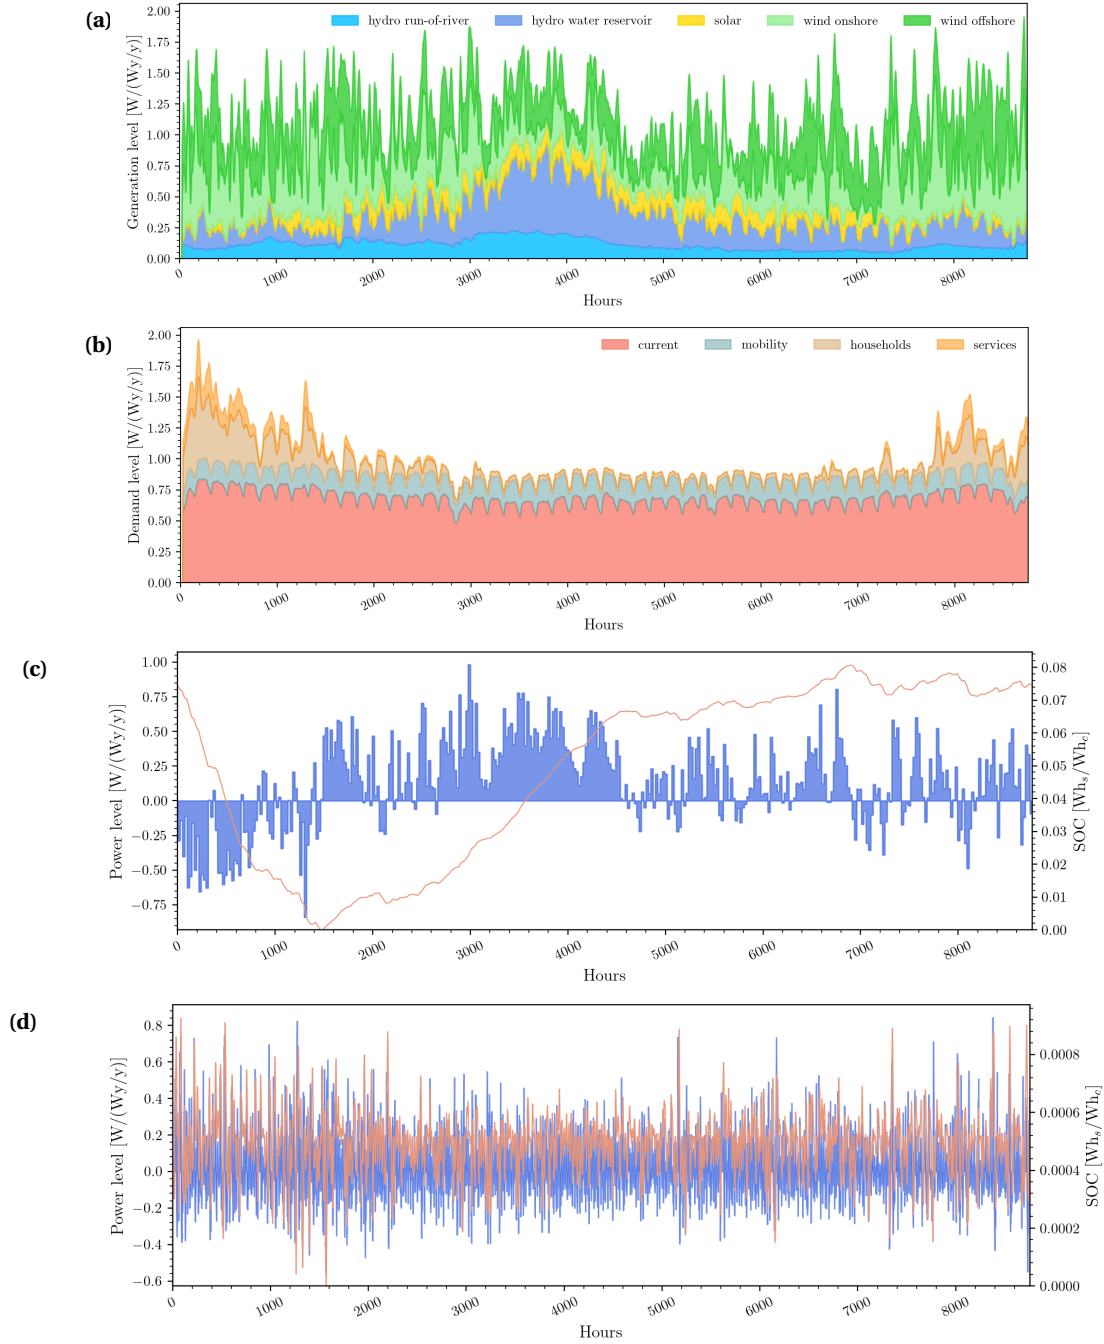 (a)
hydro run-of-river hydro water reservoir solar wind onshore wind offshore
Generation level [W/(Wy/y)]
2.00
1.75
1.50
1.25
1.00
0.75
0.50
0.25
0.00
0 1000 2000 3000 4000 5000 6000 7000 8000
Hours
(b)
current mobility households services
Demand level [W/(Wy/y)]
2.00
1.75
1.50
1.25
1.00
0.75
0.50
0.25
0.00
0 1000 2000 3000 4000 5000 6000 7000 8000
Hours
(c)
Power level [W/(Wy/y)]
1.00
0.75
0.50
0.25
0.00
−0.25
−0.50
−0.75
0.08
0.07
0.06
0.05
0.04
0.03
0.02
0.01
0.00
SOC [Whs/Whc]
0 1000 2000 3000 4000 5000 6000 7000 8000
Hours
(d)
Power level [W/(Wy/y)]
0.8
0.6
0.4
0.2
0.0
−0.2
−0.4
−0.6
0.0008
0.0006
0.0004
0.0002
0.0000
SOC [Whs/Whc]
0 1000 2000 3000 4000 5000 6000 7000 8000
Hours